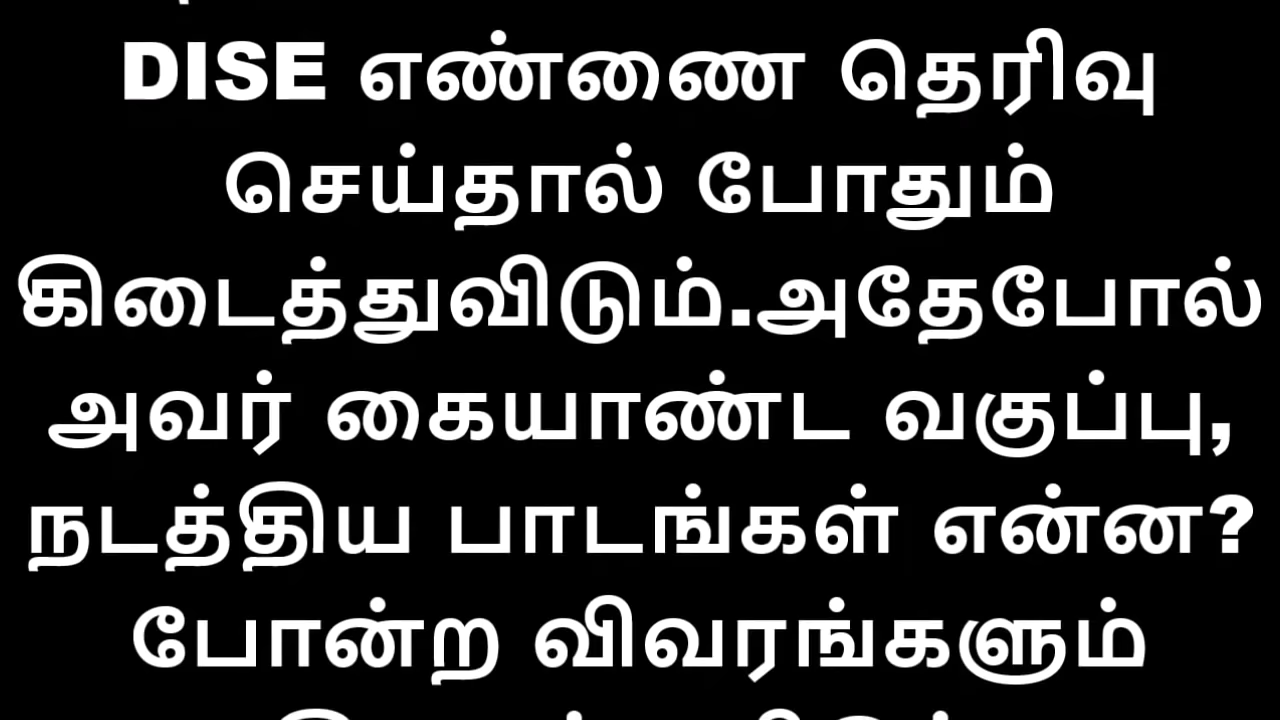 DISE எண்ணை தெரிவு
செய்தால் போதும்
கிடைத்துவிடும்.அதேபோல்
அவர் கையாண்ட வகுப்பு,
நடத்திய பாடங்கள் என்ன?
போன்ற விவரங்களும்